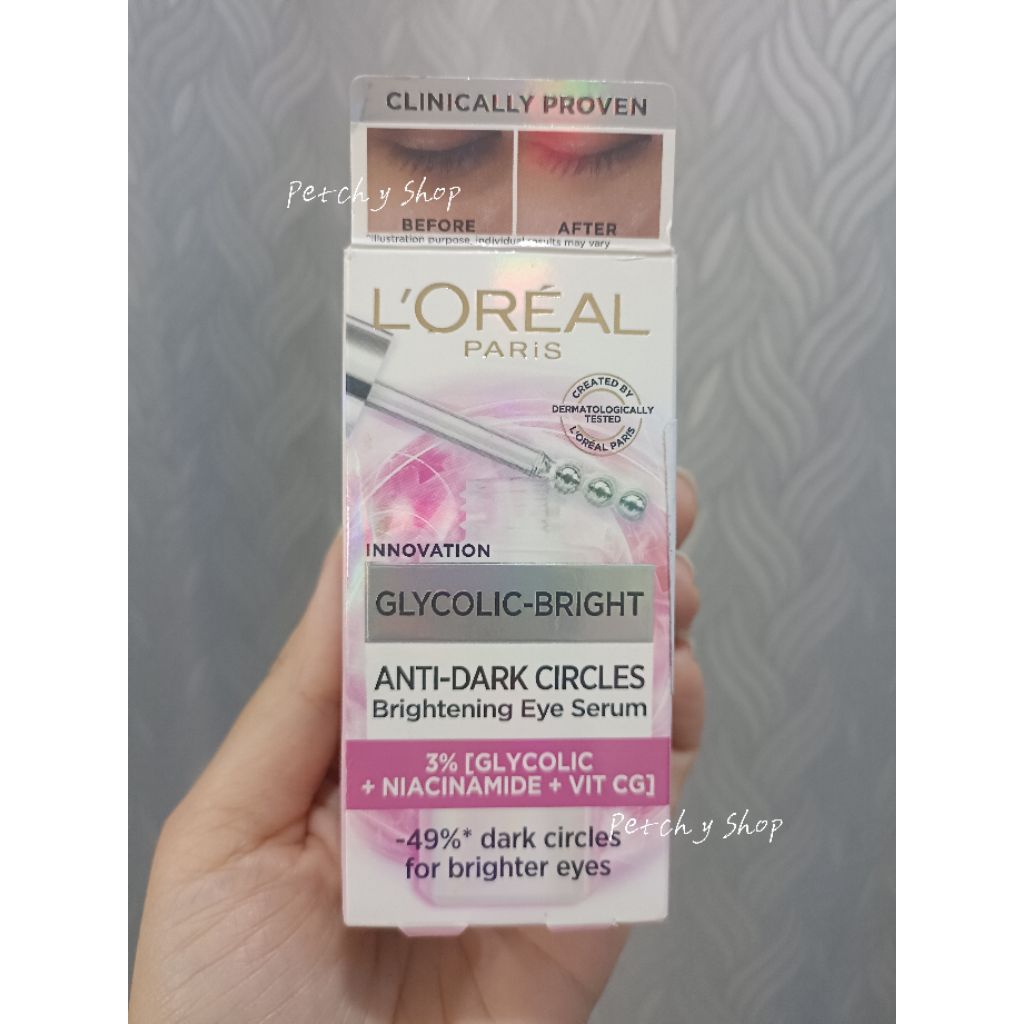 CLINICALLY PROVEN
Petch y Shop
BEFORE
AFTER
*Illustration purpose, individual results may vary
L'ORÉAL
PARiS
CREATED BY
DERMATOLOGICALLY
TESTED
L'ORÉAL PARIS
INNOVATION
GLYCOLIC-BRIGHT
ANTI-DARK CIRCLES
Brightening Eye Serum
3% [GLYCOLIC
+ NIACINAMIDE + VIT CG]
Petch y Shop
-49%* dark circles
for brighter eyes